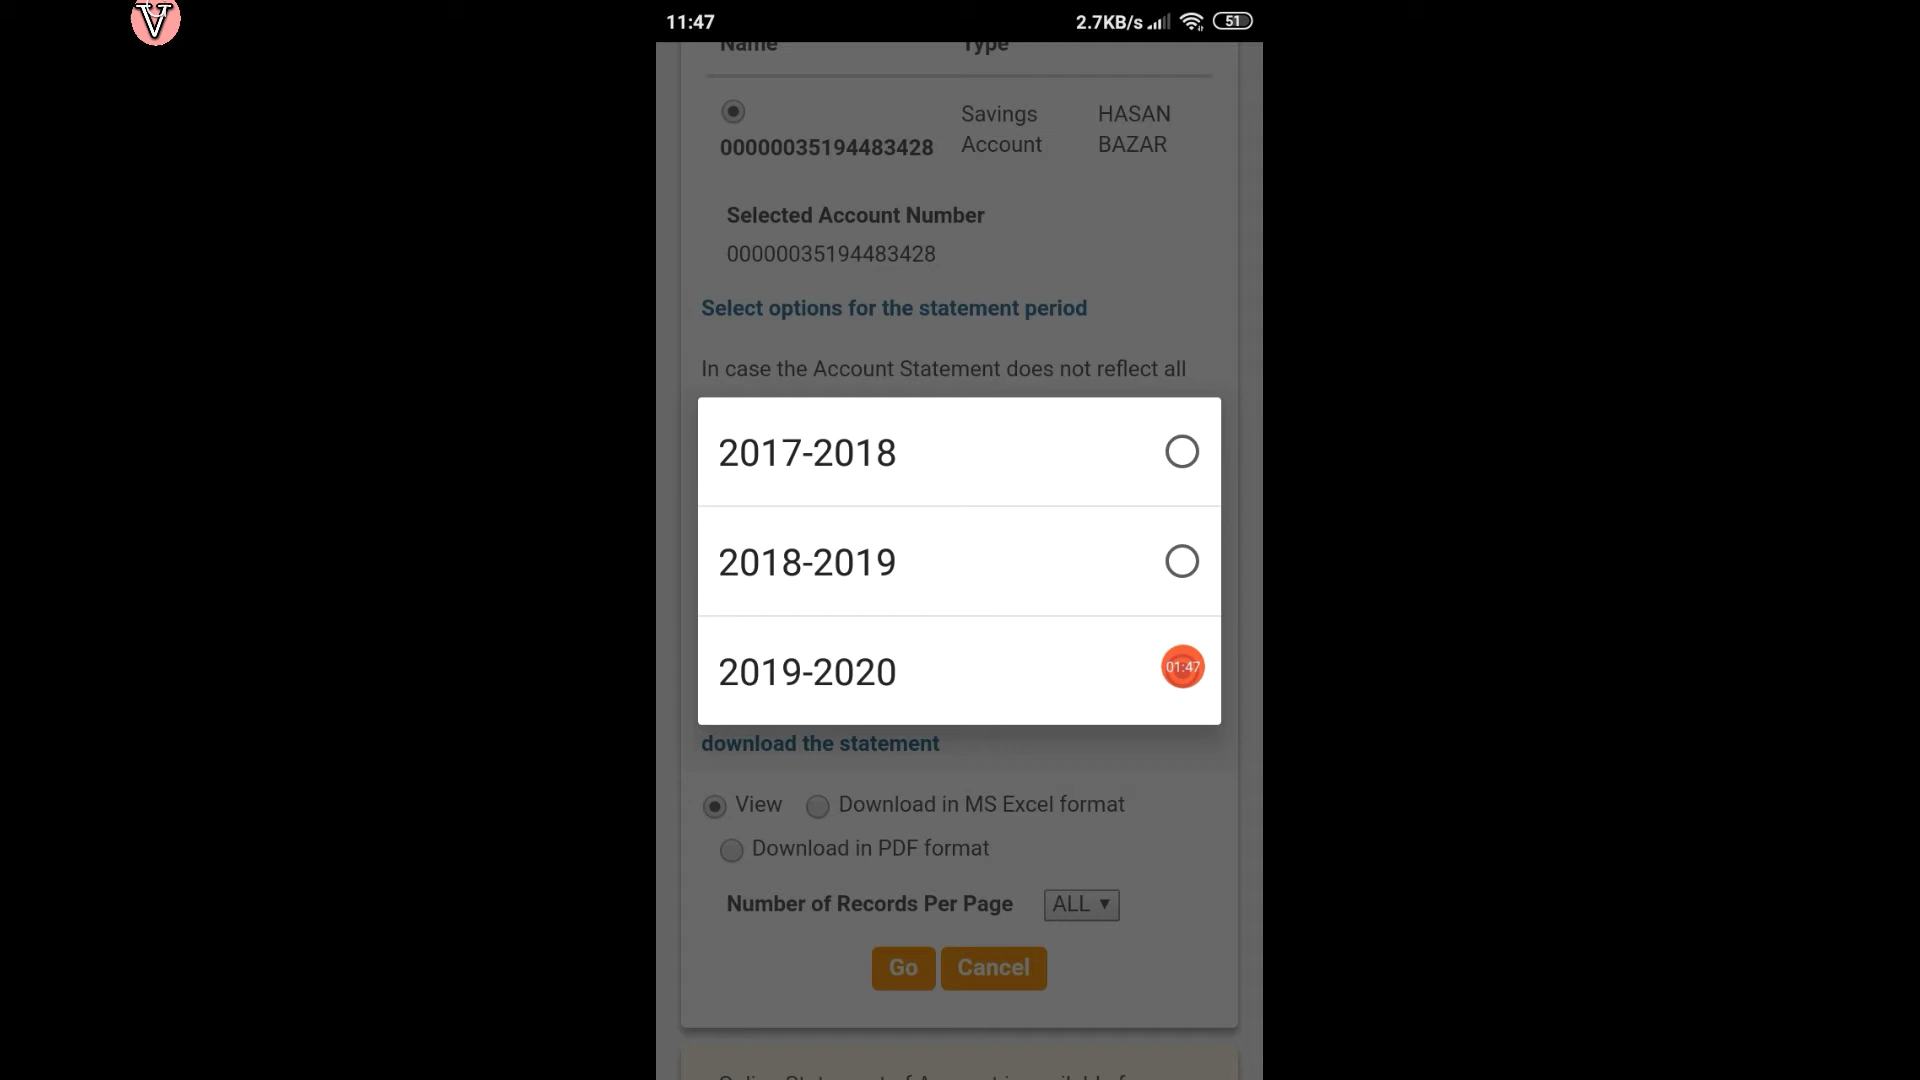 V
11:47
2.7KB/s
51
Name Type
00000035194483428
Savings Account
HASAN BAZAR
Selected Account Number
00000035194483428
Select options for the statement period
In case the Account Statement does not reflect all
2017-2018
2018-2019
2019-2020
01:47
download the statement
View Download in MS Excel format
Download in PDF format
Number of Records Per Page ALL
Go Cancel